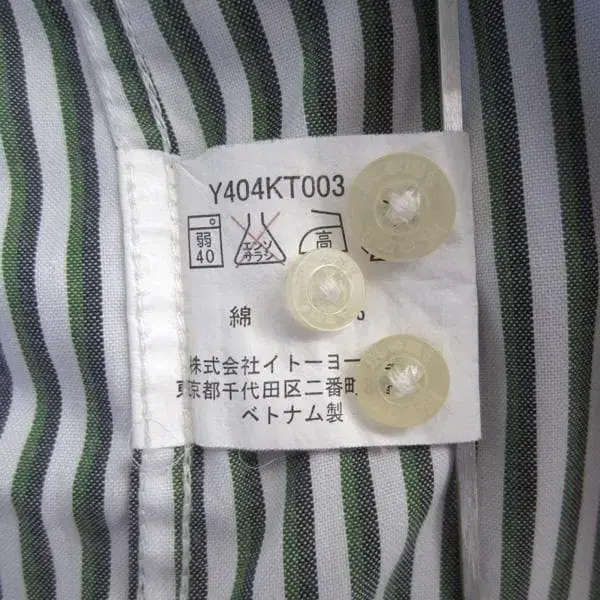 Y404KT003
弱 40 エンソ サラシ 高
綿
株式会社イトーヨー
東京都千代田区二番町
ベトナム製